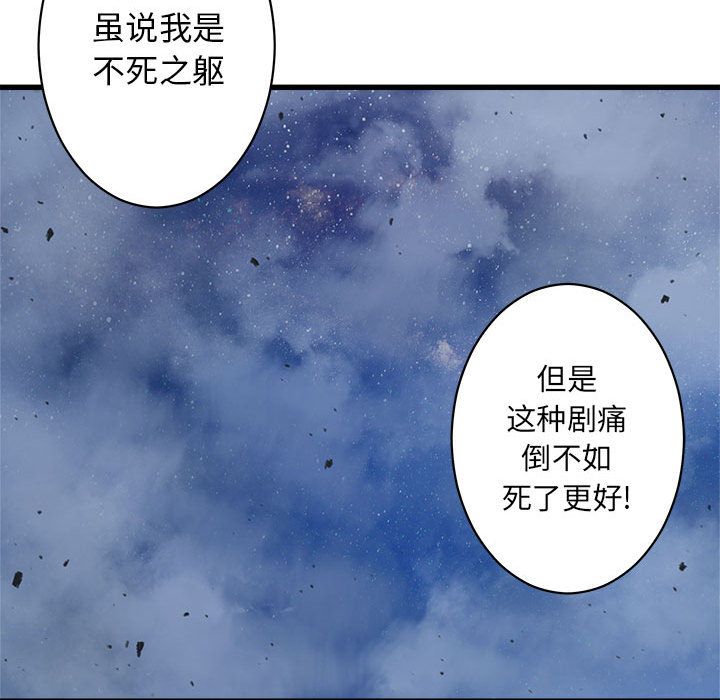 虽说我是
不死之躯
但是
这种剧痛
倒不如
死了更好!